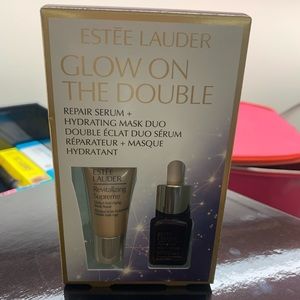 ESTĒE LAUDER
GLOW ON
THE DOUBLE
REPAIR SERUM +
HYDRATING MASK DUO
DOUBLE ÉCLAT DUO SÉRUM
RÉPARATEUR + MASQUE
HYDRATANT
ESTĒE
LAUDER
Revitalizing
Supreme